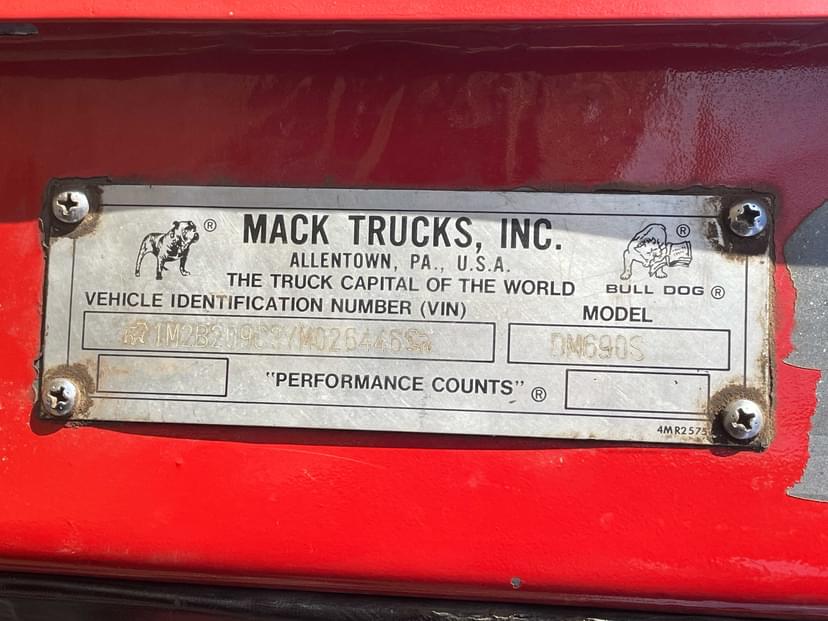 MACK TRUCKS, INC. ®
ALLENTOWN, PA., U.S.A. ®
THE TRUCK CAPITAL OF THE WORLD
BULL DOG ®
VEHICLE IDENTIFICATION NUMBER (VIN)
MODEL
DM690S
"PERFORMANCE COUNTS" ®
4MR2575